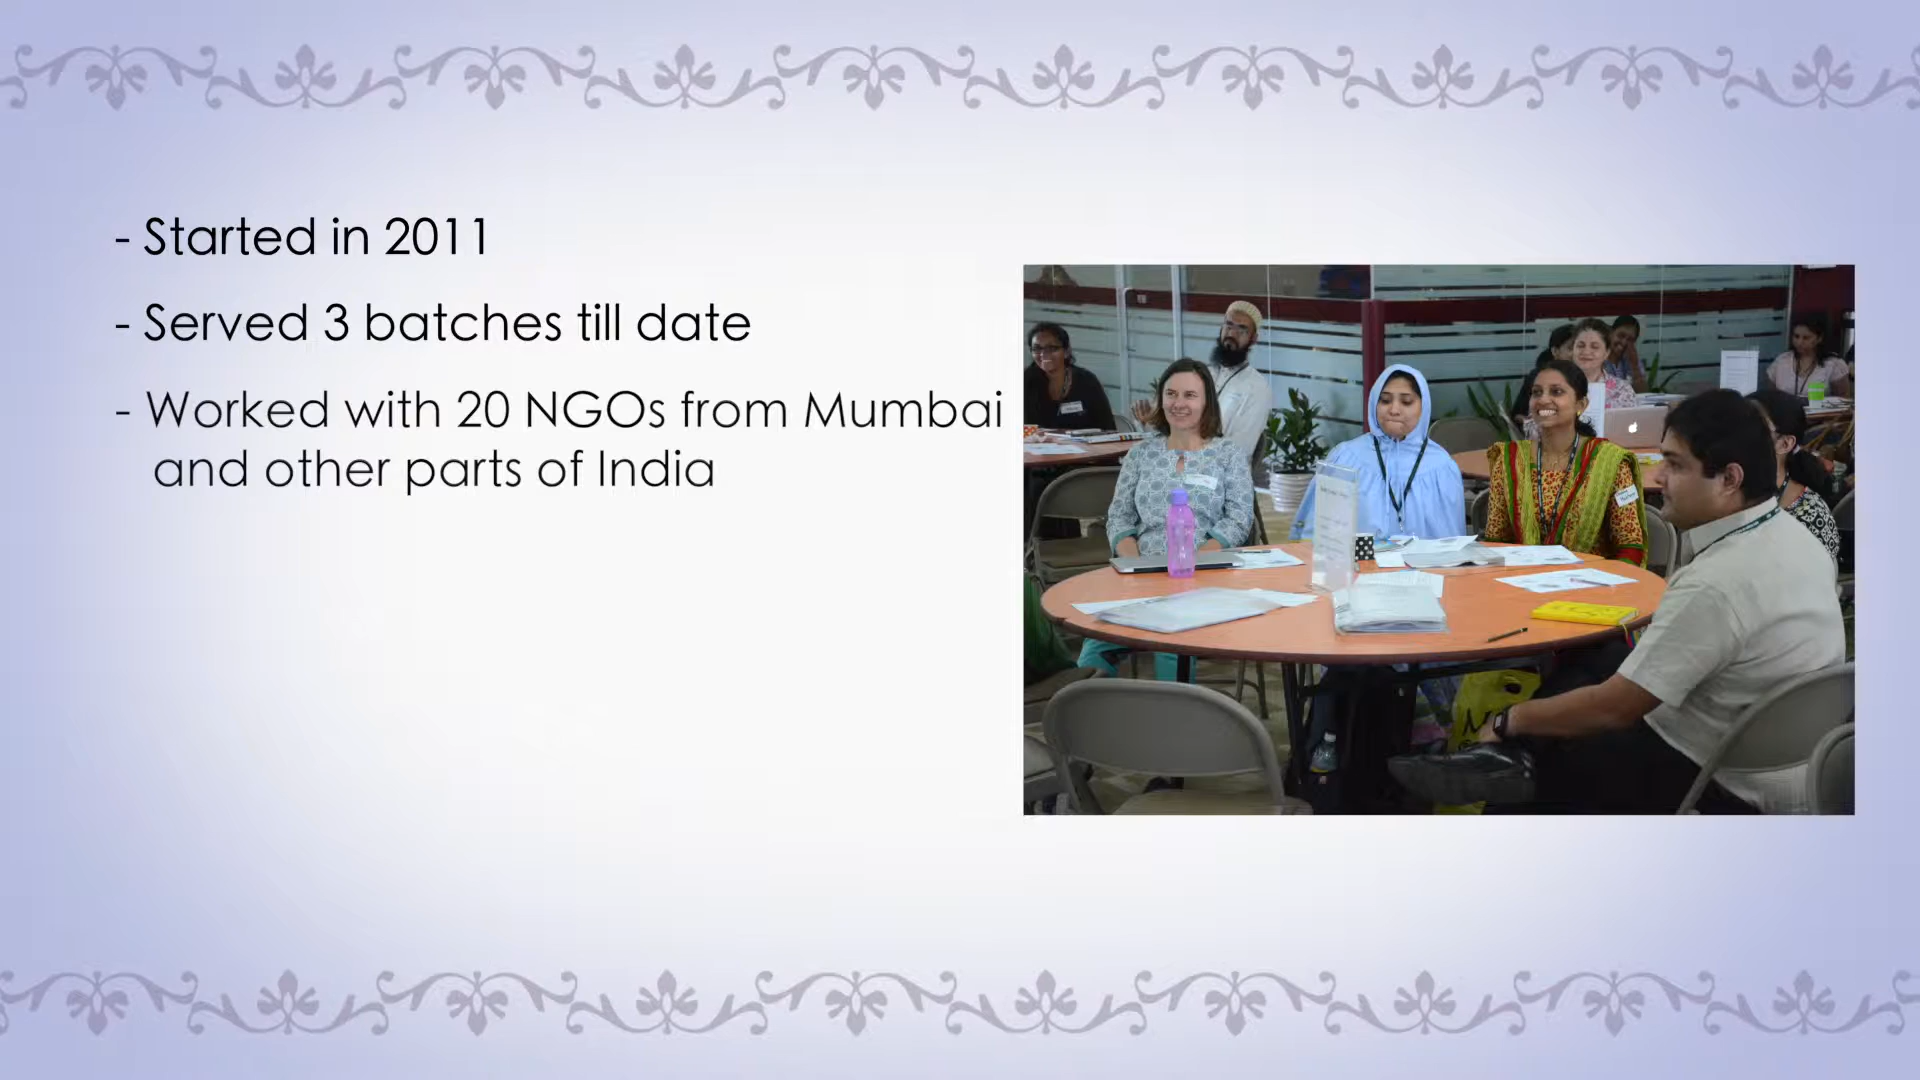 - Started in 2011
- Served 3 batches till date
- Worked with 20 NGOs from Mumbai
and other parts of India